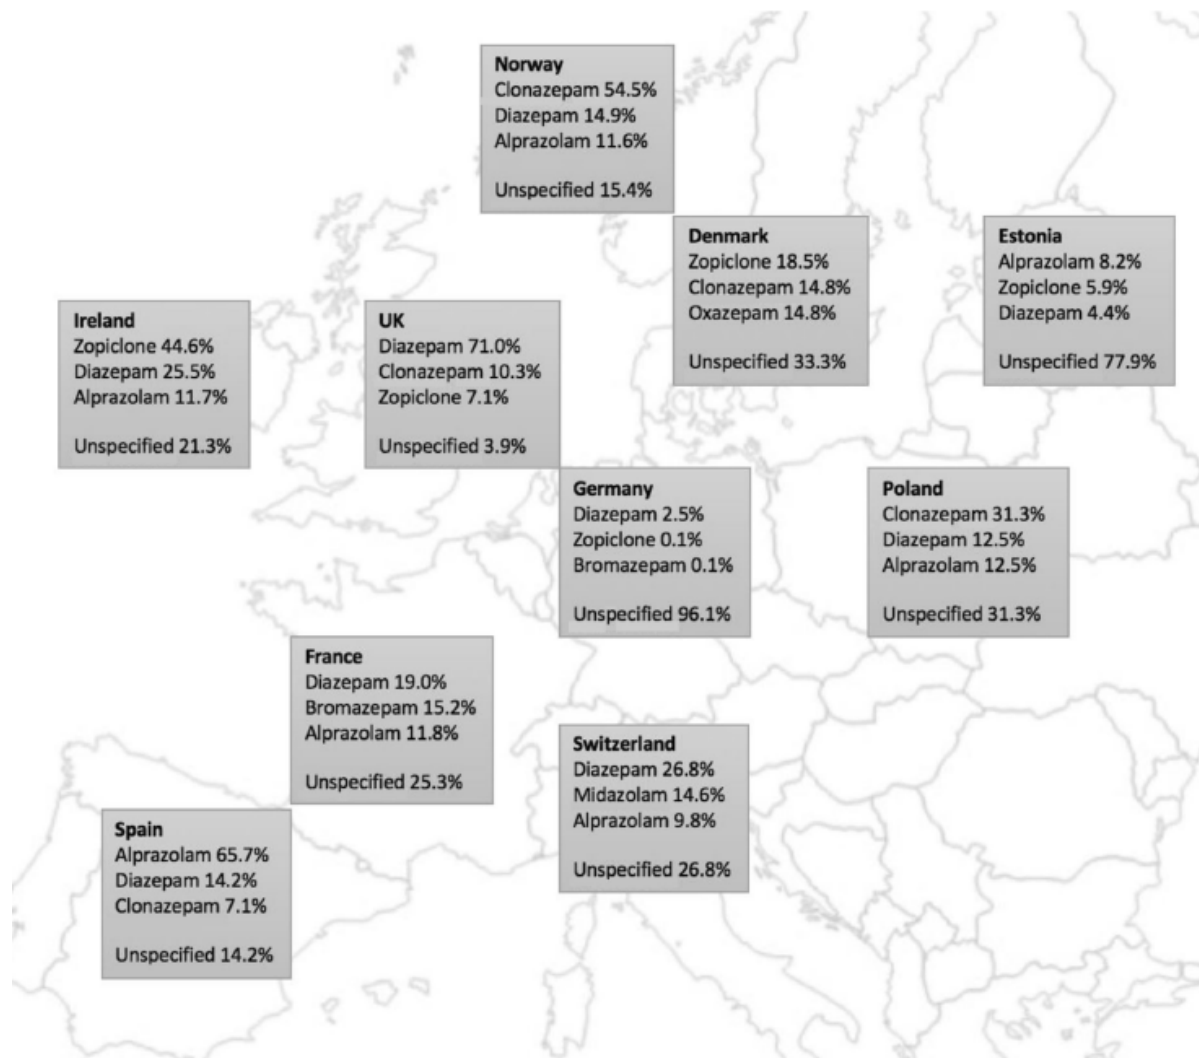 Norway
Clonazepam 54.5%
Diazepam 14.9%
Alprazolam 11.6%
Unspecified 15.4%
Denmark
Zopiclone 18.5%
Clonazepam 14.8%
Oxazepam 14.8%
Unspecified 33.3%
Estonia
Alprazolam 8.2%
Zopiclone 5.9%
Diazepam 4.4%
Unspecified 77.9%
Ireland
Zopiclone 44.6%
Diazepam 25.5%
Alprazolam 11.7%
Unspecified 21.3%
UK
Diazepam 71.0%
Clonazepam 10.3%
Zopiclone 7.1%
Unspecified 3.9%
Germany
Diazepam 2.5%
Zopiclone 0.1%
Bromazepam 0.1%
Unspecified 96.1%
Poland
Clonazepam 31.3%
Diazepam 12.5%
Alprazolam 12.5%
Unspecified 31.3%
France
Diazepam 19.0%
Bromazepam 15.2%
Alprazolam 11.8%
Unspecified 25.3%
Switzerland
Diazepam 26.8%
Midazolam 14.6%
Alprazolam 9.8%
Unspecified 26.8%
Spain
Alprazolam 65.7%
Diazepam 14.2%
Clonazepam 7.1%
Unspecified 14.2%